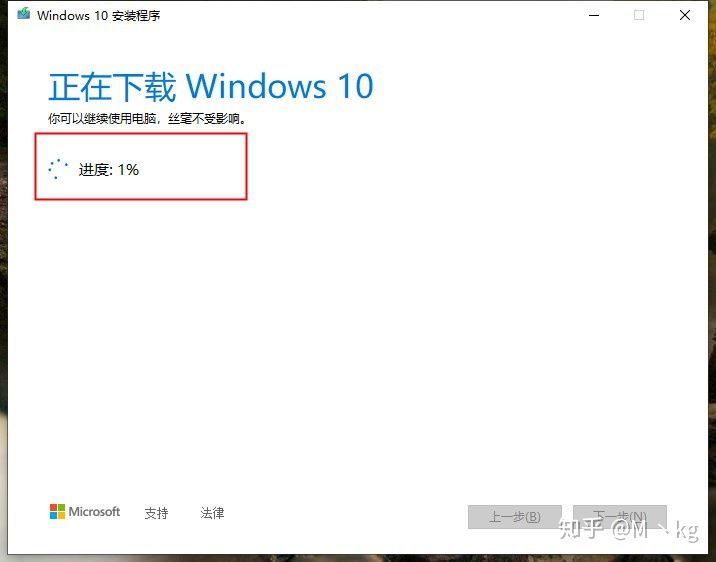 Windows 10 安装程序
正在下载 Windows 10
你可以继续使用电脑，丝毫不受影响。
进度: 1%
Microsoft 支持 法律
上一步(B) 下一步(N)
知乎 @M丶kg